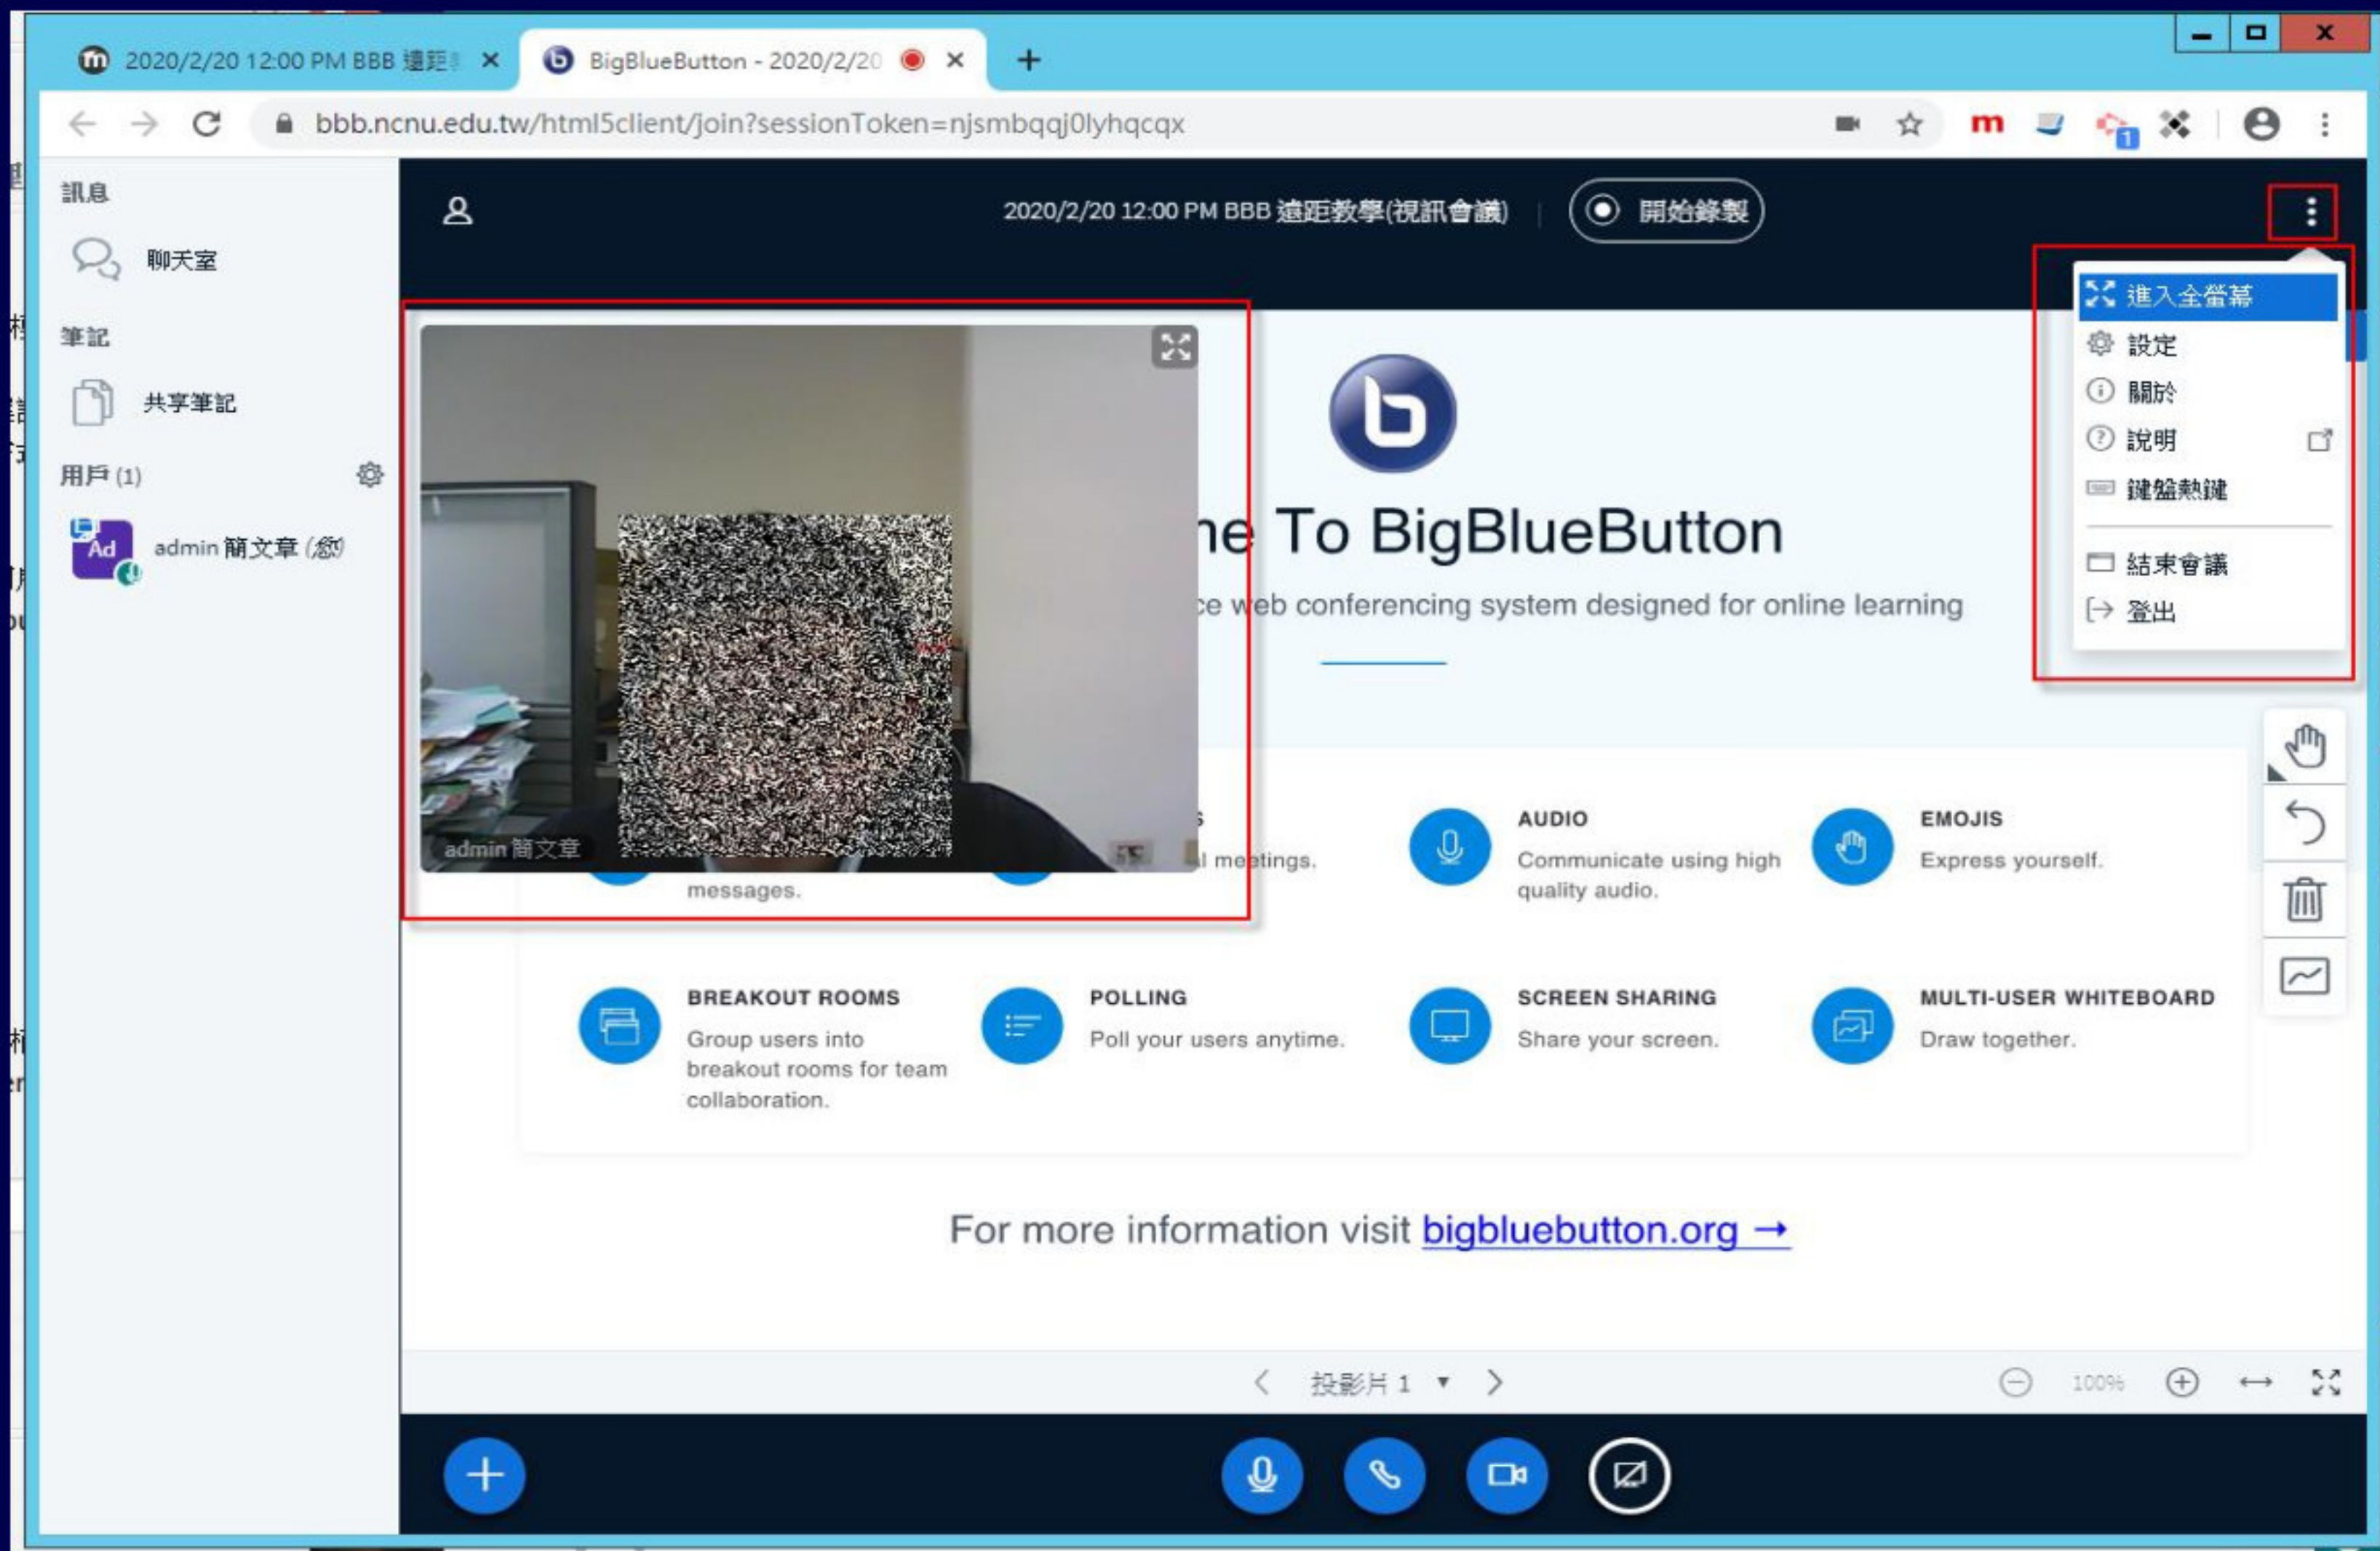 2020/2/20 12:00 PM BBB 遠距
BigBlueButton - 2020/2/20
bbb.ncnu.edu.tw/html5client/join?sessionToken=njsmbqqj0lyhqcqx
m
1
訊息
聊天室
筆記
共享筆記
用戶 (1)
Ad
admin 簡文章 (您)
2020/2/20 12:00 PM BBB 遠距教學(視訊會議)
開始錄製
進入全螢幕
設定
關於
說明
鍵盤熱鍵
結束會議
登出
admin 簡文章
ne To BigBlueButton
ce web conferencing system designed for online learning
messages.
l meetings.
AUDIO
Communicate using high
quality audio.
EMOJIS
Express yourself.
BREAKOUT ROOMS
Group users into
breakout rooms for team
collaboration.
POLLING
Poll your users anytime.
SCREEN SHARING
Share your screen.
MULTI-USER WHITEBOARD
Draw together.
For more information visit bigbluebutton.org →
投影片 1
100%